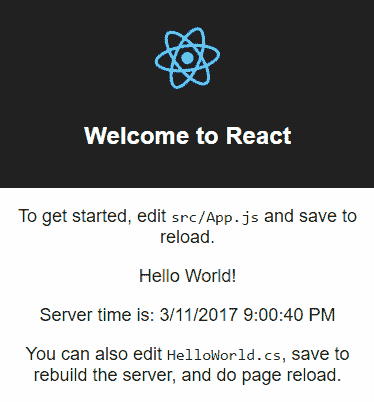 Welcome to React
To get started, edit src/App.js and save to
reload.
Hello World!
Server time is: 3/11/2017 9:00:40 PM
You can also edit HelloWorld.cs, save to
rebuild the server, and do page reload.